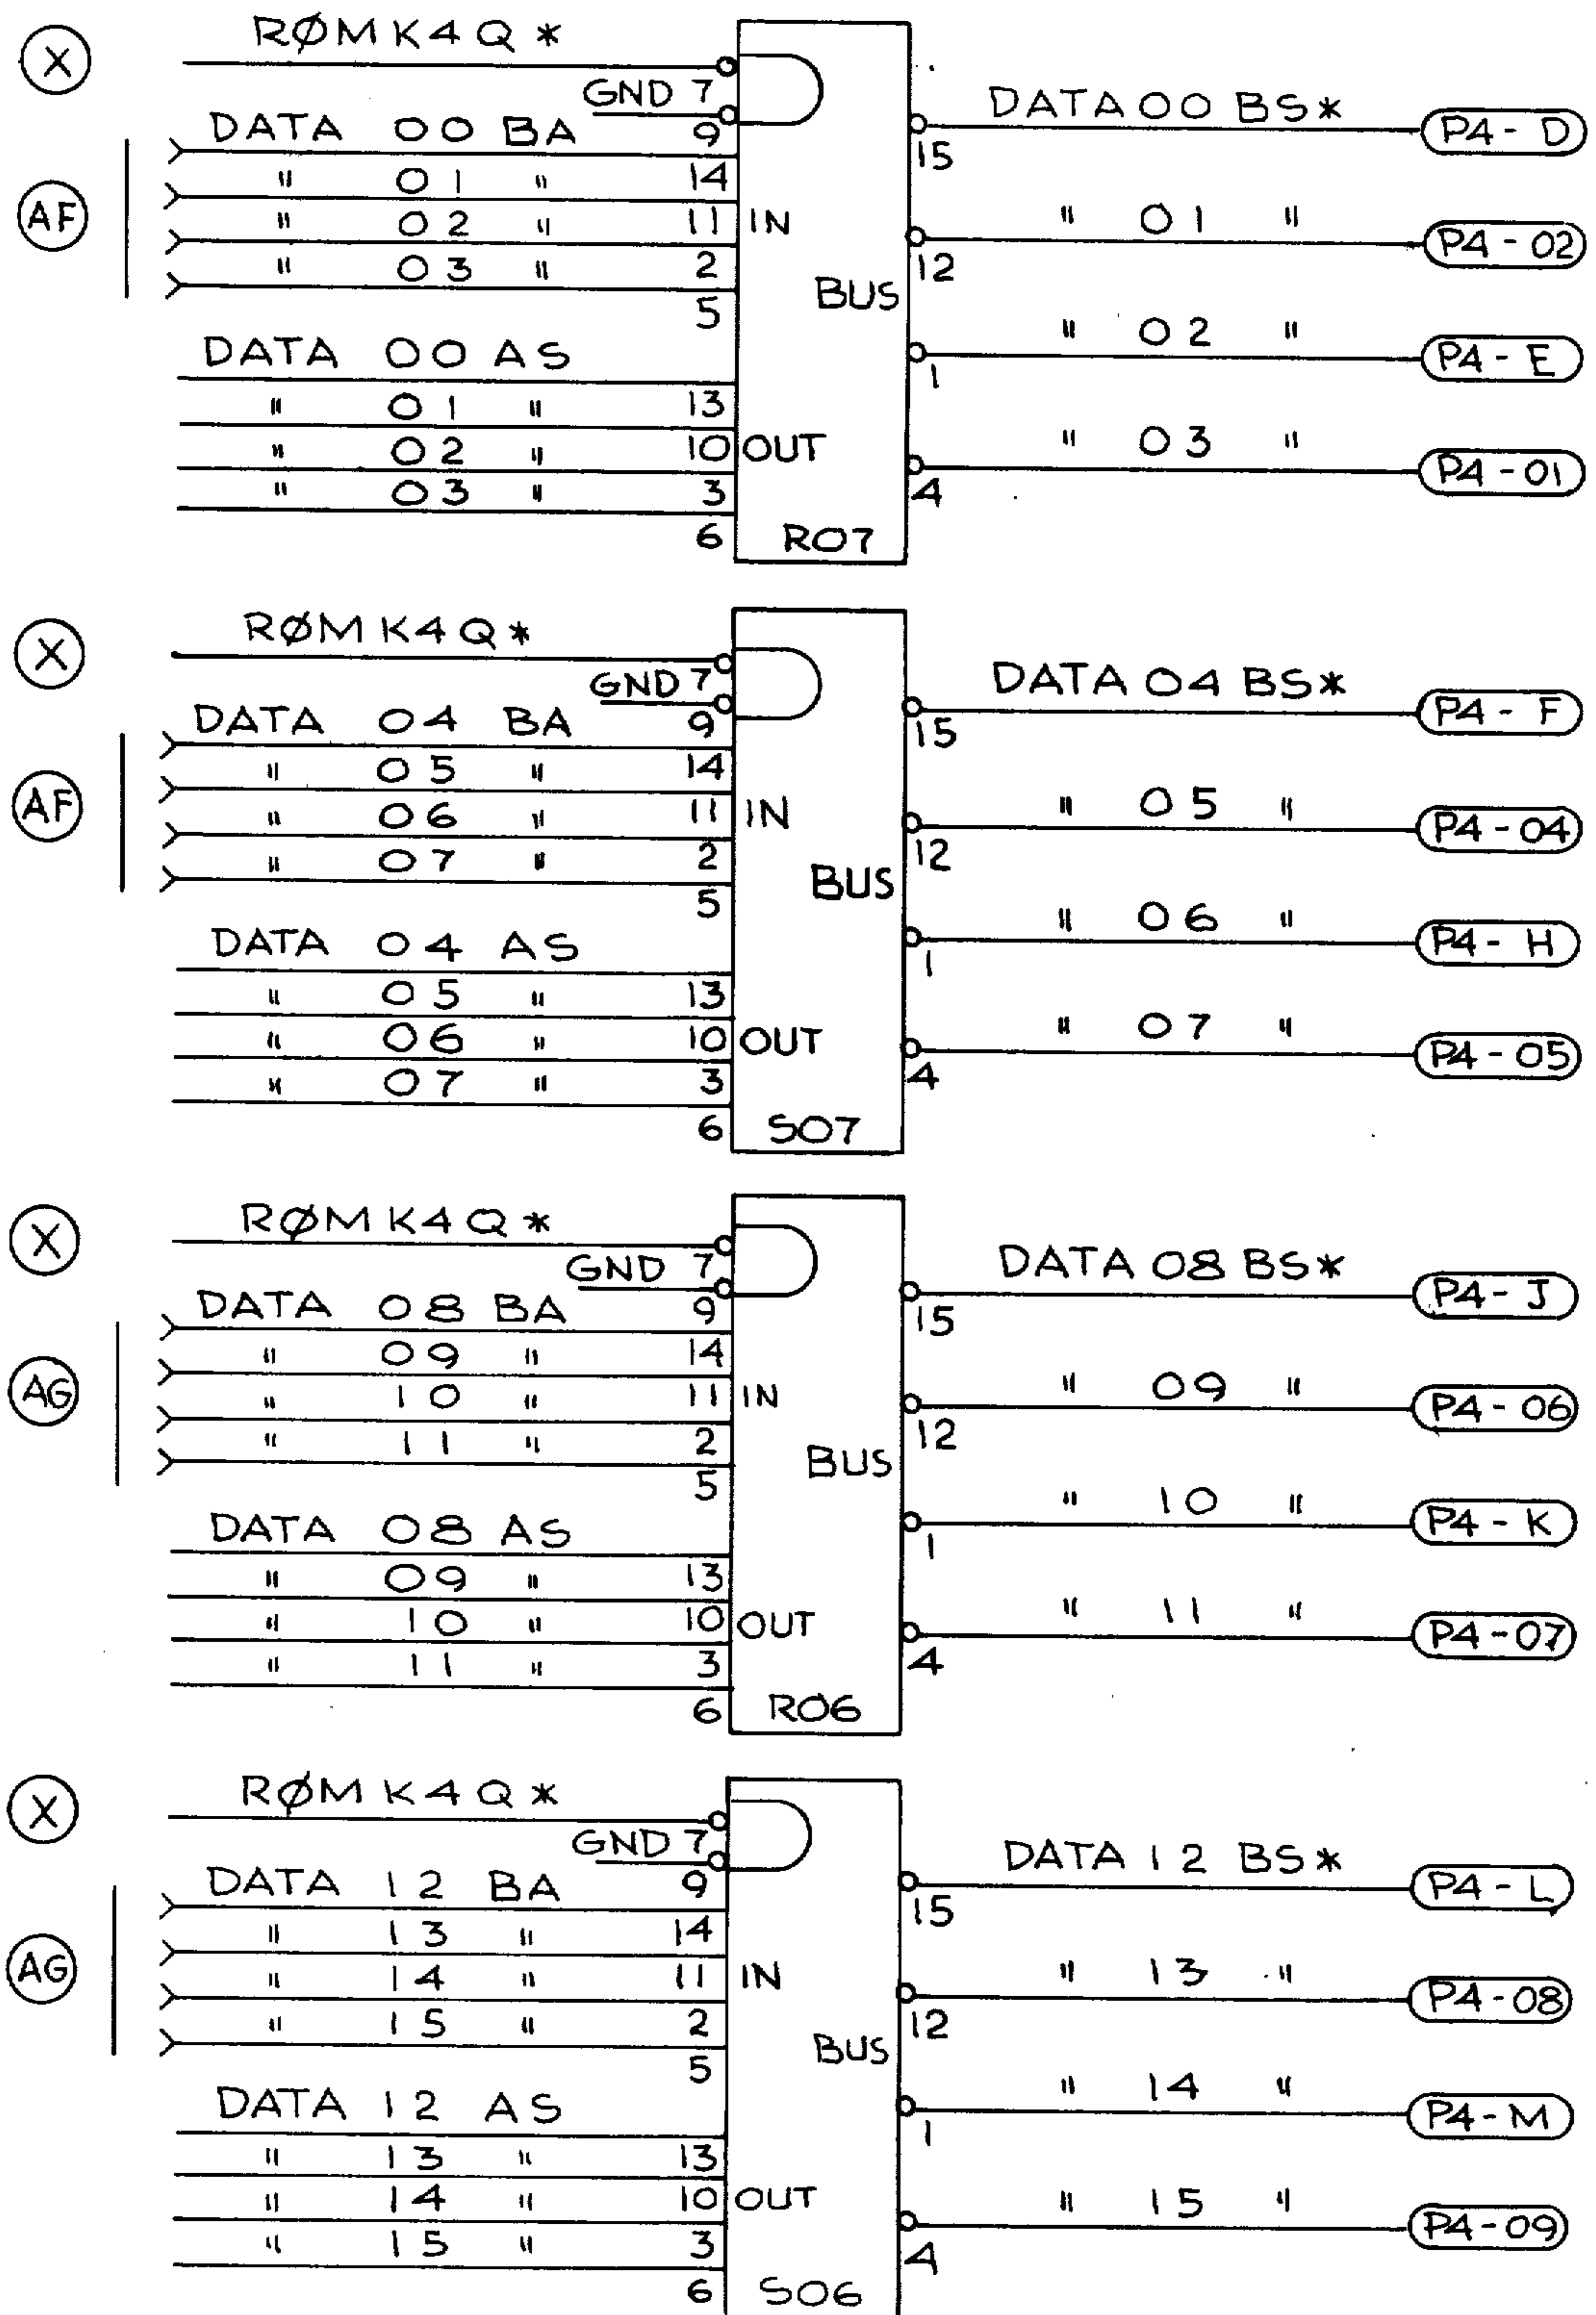 X RØMK4Q*
GND 7
DATA 00 BA 9 DATA 00 BS* P4-D
15
" 01 " 14
AF " 02 " 11 IN " 01 " P4-02
" 03 " 2 12
BUS
5
" 02 " P4-E
DATA 00 AS 1
" 01 " 13
" 02 " 10 OUT " 03 " P4-01
" 03 " 3 4
6 R07
X RØMK4Q*
GND 7 DATA 04 BS* P4-F
DATA 04 BA 9 15
" 05 " 14
AF " 06 " 11 IN " 05 " P4-04
" 07 " 2 12
BUS
5
" 06 " P4-H
DATA 04 AS 1
" 05 " 13
" 06 " 10 OUT " 07 " P4-05
" 07 " 3 4
6 S07
X RØMK4Q*
GND 7 DATA 08 BS* P4-J
DATA 08 BA 9 15
" 09 " 14
AG " 10 " 11 IN " 09 " P4-06
" 11 " 2 12
BUS
5
" 10 " P4-K
DATA 08 AS 1
" 09 " 13
" 10 " 10 OUT " 11 " P4-07
" 11 " 3 4
6 R06
X RØMK4Q*
GND 7 DATA 12 BS* P4-L
DATA 12 BA 9 15
" 13 " 14
AG " 14 " 11 IN " 13 " P4-08
" 15 " 2 12
BUS
5
" 14 " P4-M
DATA 12 AS 1
" 13 " 13
" 14 " 10 OUT " 15 " P4-09
" 15 " 3 4
6 S06